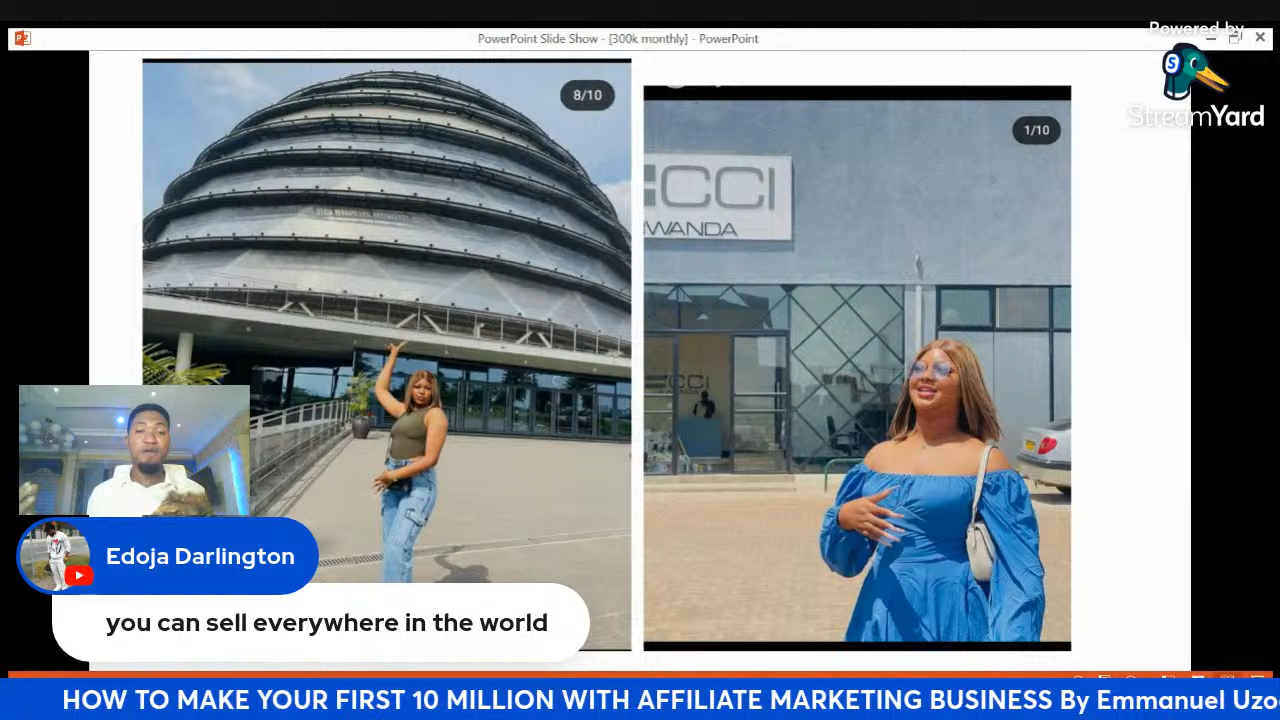 PowerPoint Slide Show - [300k monthly] - PowerPoint
Powered by
StreamYard
8/10
1/10
CCI
WANDA
CCI
Edoja Darlington
you can sell everywhere in the world
HOW TO MAKE YOUR FIRST 10 MILLION WITH AFFILIATE MARKETING BUSINESS By Emmanuel Uzo